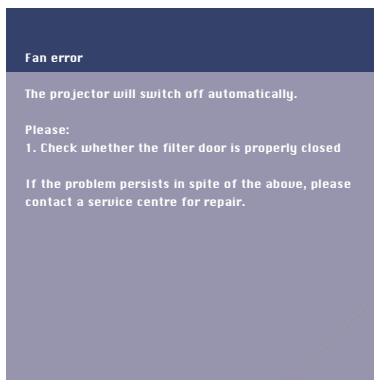 Fan error
The projector will switch off automatically.
Please:
1. Check whether the filter door is properly closed
If the problem persists in spite of the above, please
contact a service centre for repair.